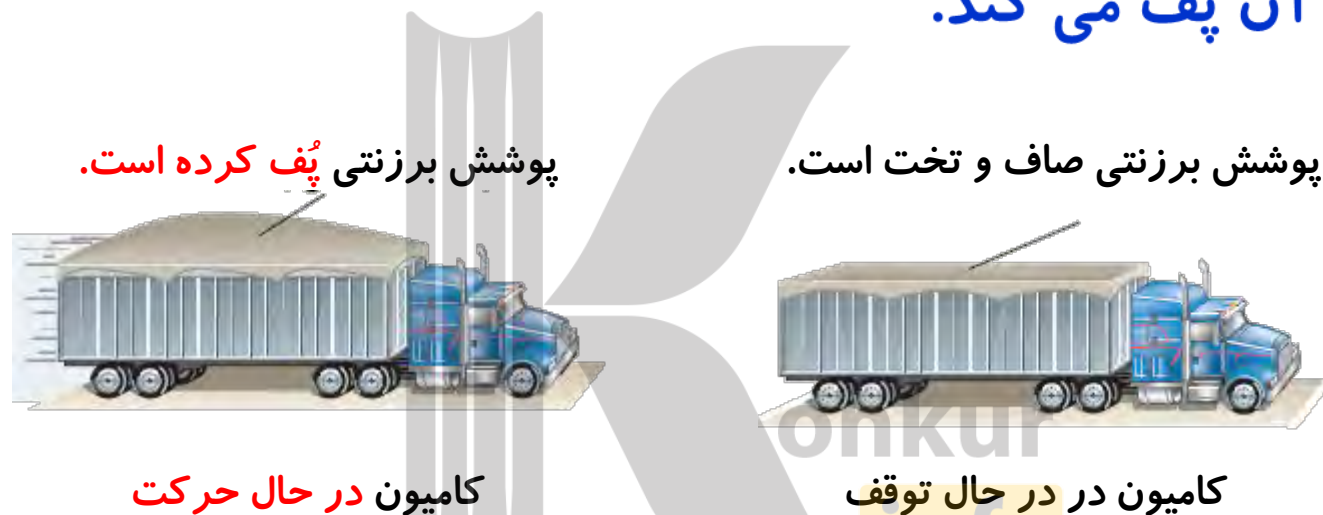 آن پف می کند.
پوشش برزنتی صاف و تخت است.
پوشش برزنتی پُف کرده است.
onkur
کامیون در در حال توقف
کامیون در حال حرکت